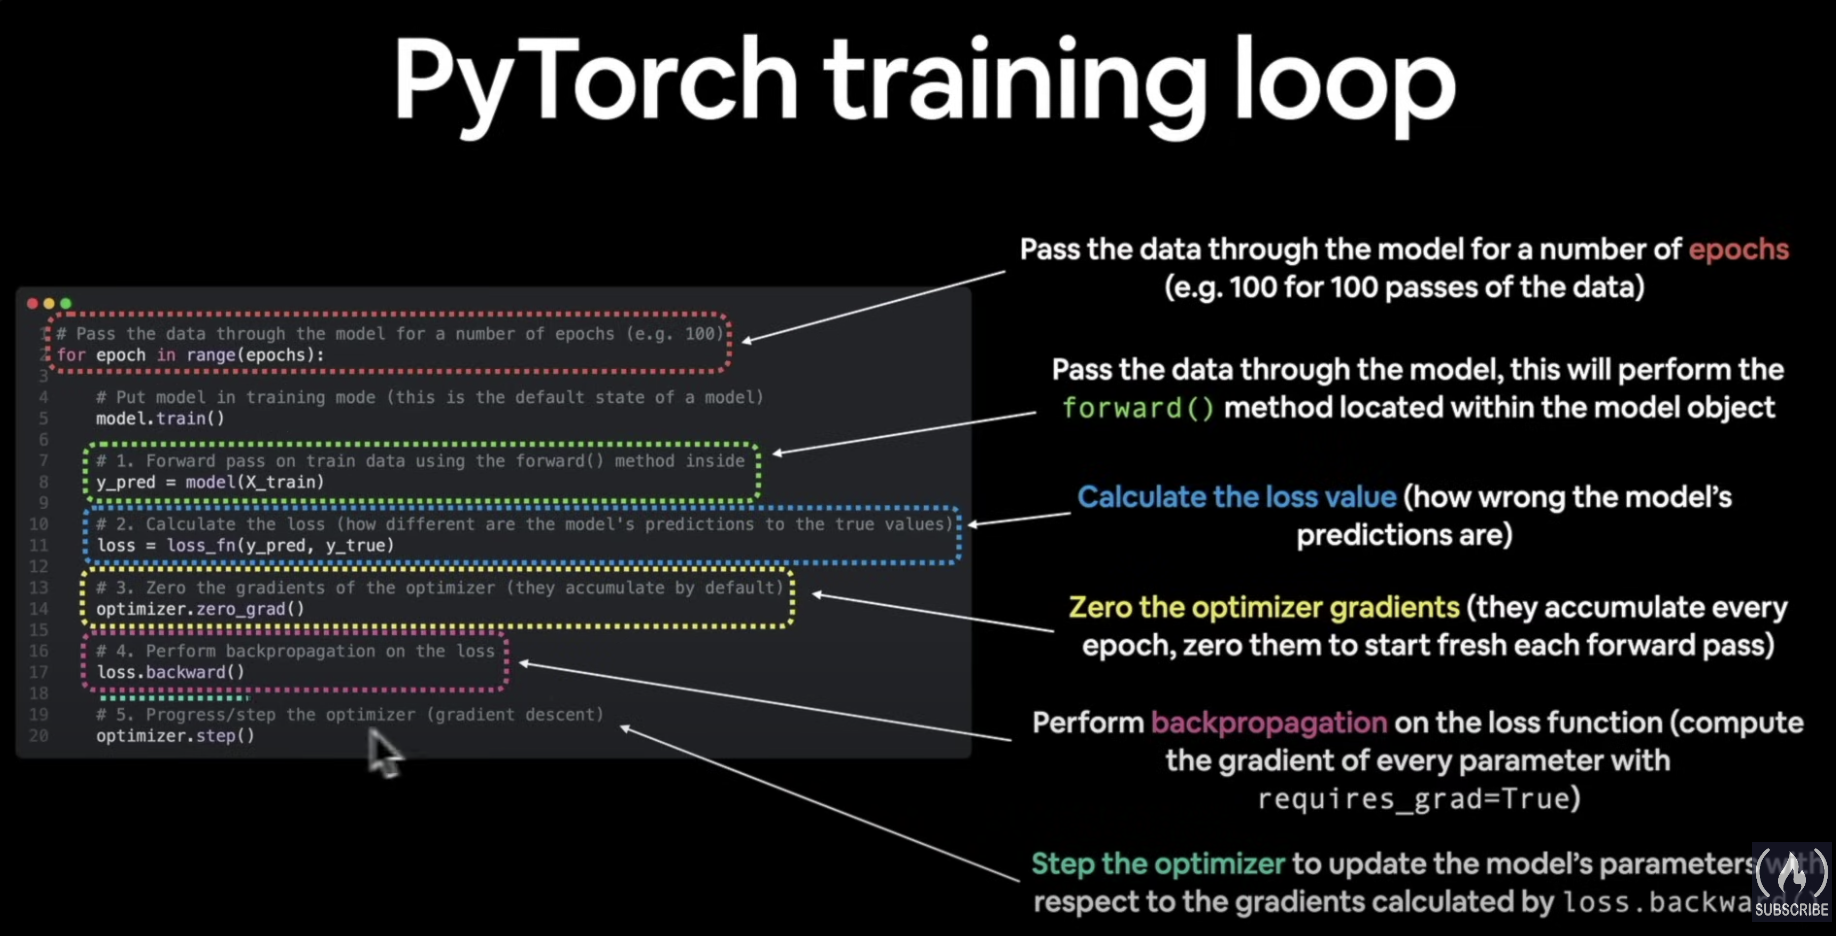 PyTorch training loop
1 # Pass the data through the model for a number of epochs (e.g. 100)
2 for epoch in range(epochs):
3
4 # Put model in training mode (this is the default state of a model)
5 model.train()
6
7 # 1. Forward pass on train data using the forward() method inside
8 y_pred = model(X_train)
9
10 # 2. Calculate the loss (how different are the model's predictions to the true values)
11 loss = loss_fn(y_pred, y_true)
12
13 # 3. Zero the gradients of the optimizer (they accumulate by default)
14 optimizer.zero_grad()
15
16 # 4. Perform backpropagation on the loss
17 loss.backward()
18
19 # 5. Progress/step the optimizer (gradient descent)
20 optimizer.step()
Pass the data through the model for a number of epochs
(e.g. 100 for 100 passes of the data)
Pass the data through the model, this will perform the
forward() method located within the model object
Calculate the loss value (how wrong the model's
predictions are)
Zero the optimizer gradients (they accumulate every
epoch, zero them to start fresh each forward pass)
Perform backpropagation on the loss function (compute
the gradient of every parameter with
requires_grad=True)
Step the optimizer to update the model's parameters with
respect to the gradients calculated by
SUBSCRIBE